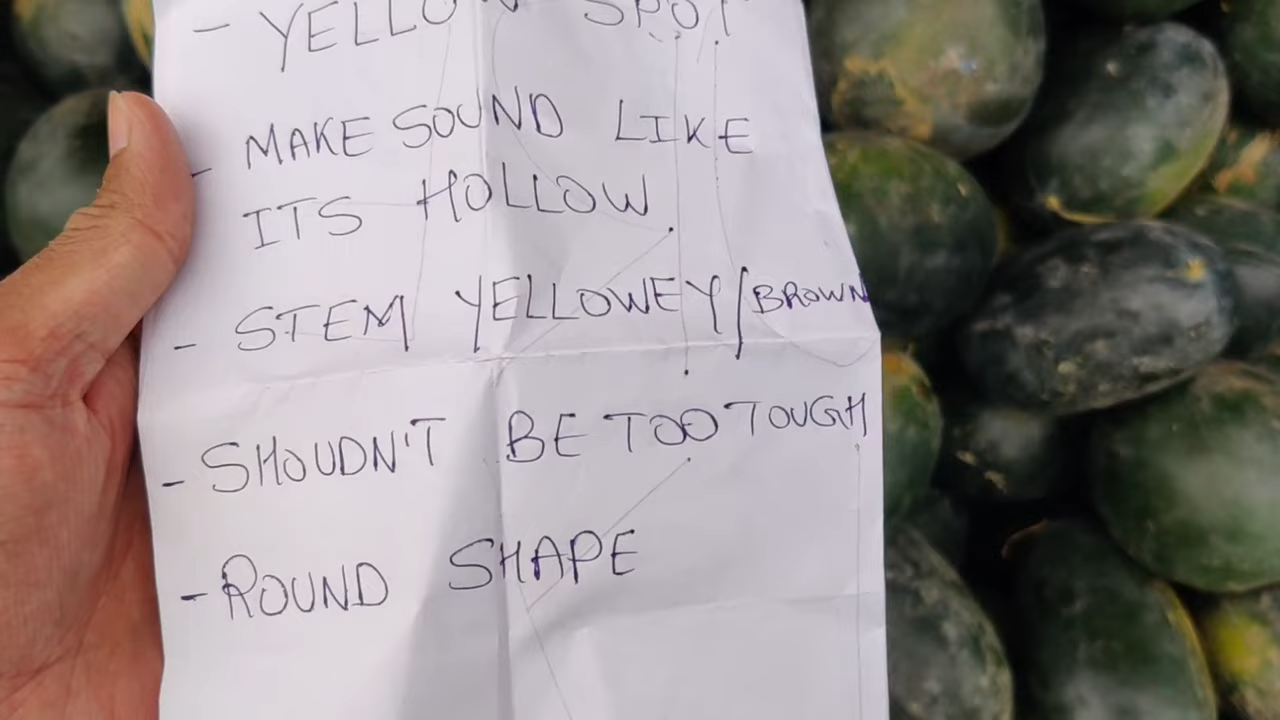 - YELLOW SPOT
- MAKE SOUND LIKE
ITS HOLLOW
- STEM YELLOWEY/BROWN
- SHOUDN'T BE TOO TOUGH
- ROUND SHAPE